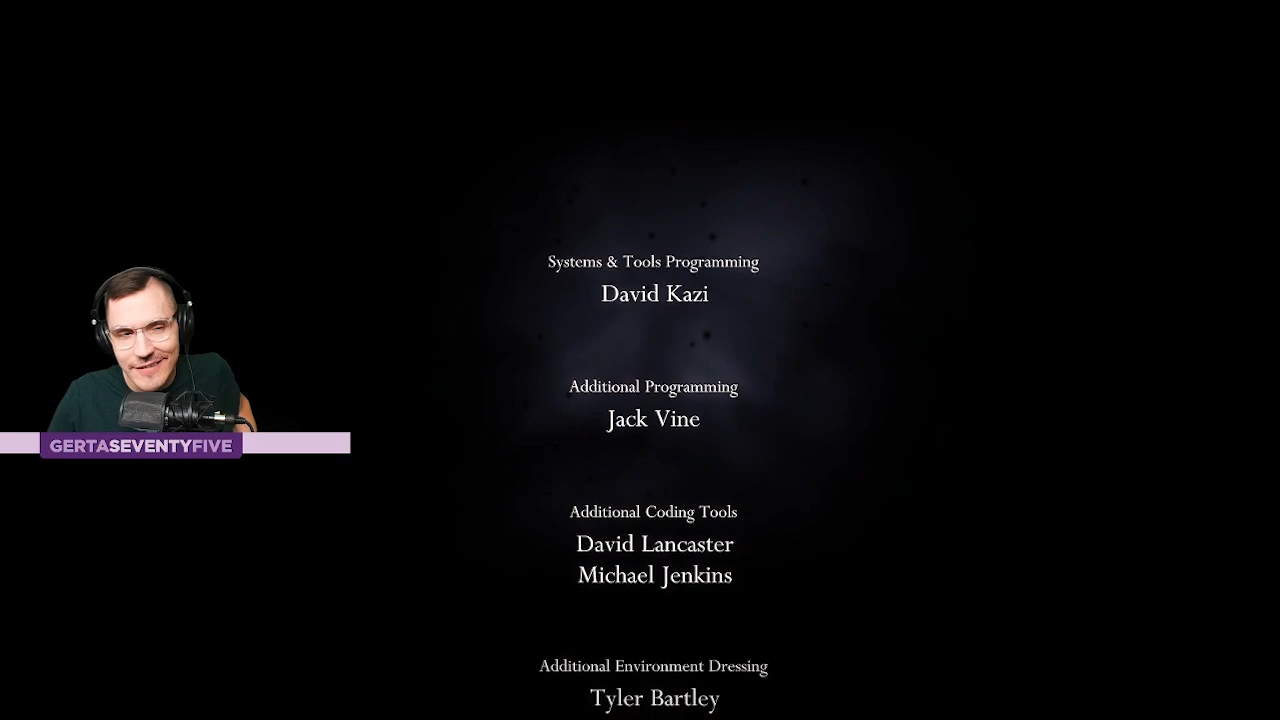 Systems & Tools Programming
David Kazi
Additional Programming
Jack Vine
Additional Coding Tools
David Lancaster
Michael Jenkins
Additional Environment Dressing
Tyler Bartley
GERTASEVENTYFIVE